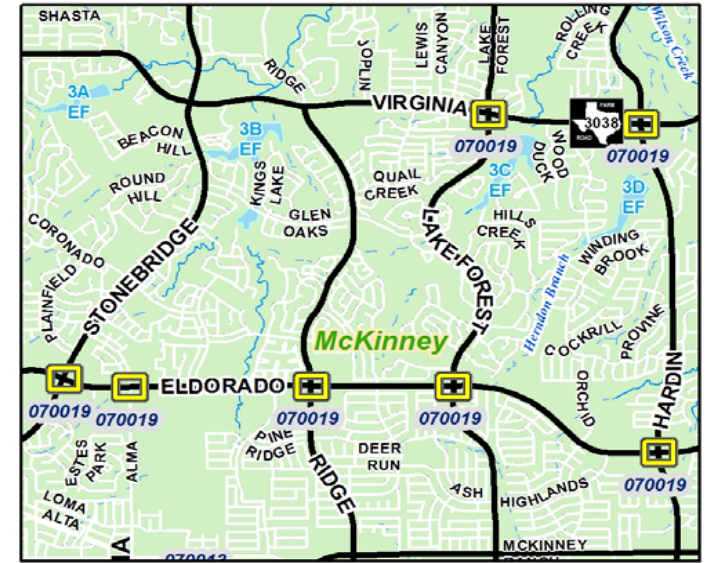 SHASTA
RIDGE
JOPLIN
LEWIS
CANYON
LAKE
FOREST
ROLLING
CREEK
Wilson Creek
3A
EF
BEACON
HILL
3B
EF
VIRGINIA
070019
FARM
3038
ROAD
070019
ROUND
HILL
KINGS
LAKE
QUAIL
CREEK
3C
EF
WOOD
DUCK
3D
EF
CORONADO
GLEN
OAKS
HILLS
CREEK
WINDING
BROOK
PLAINFIELD
STONEBRIDGE
LAKE FOREST
Herndon Branch
McKinney
COCKRILL
PROVINE
ELDORADO
070019
070019
070019
070019
ORCHID
HARDIN
ESTES
PARK
ALMA
PINE
RIDGE
RIDGE
DEER
RUN
070019
LOMA
ALTA
ASH
HIGHLANDS
MCKINNEY
RANCH